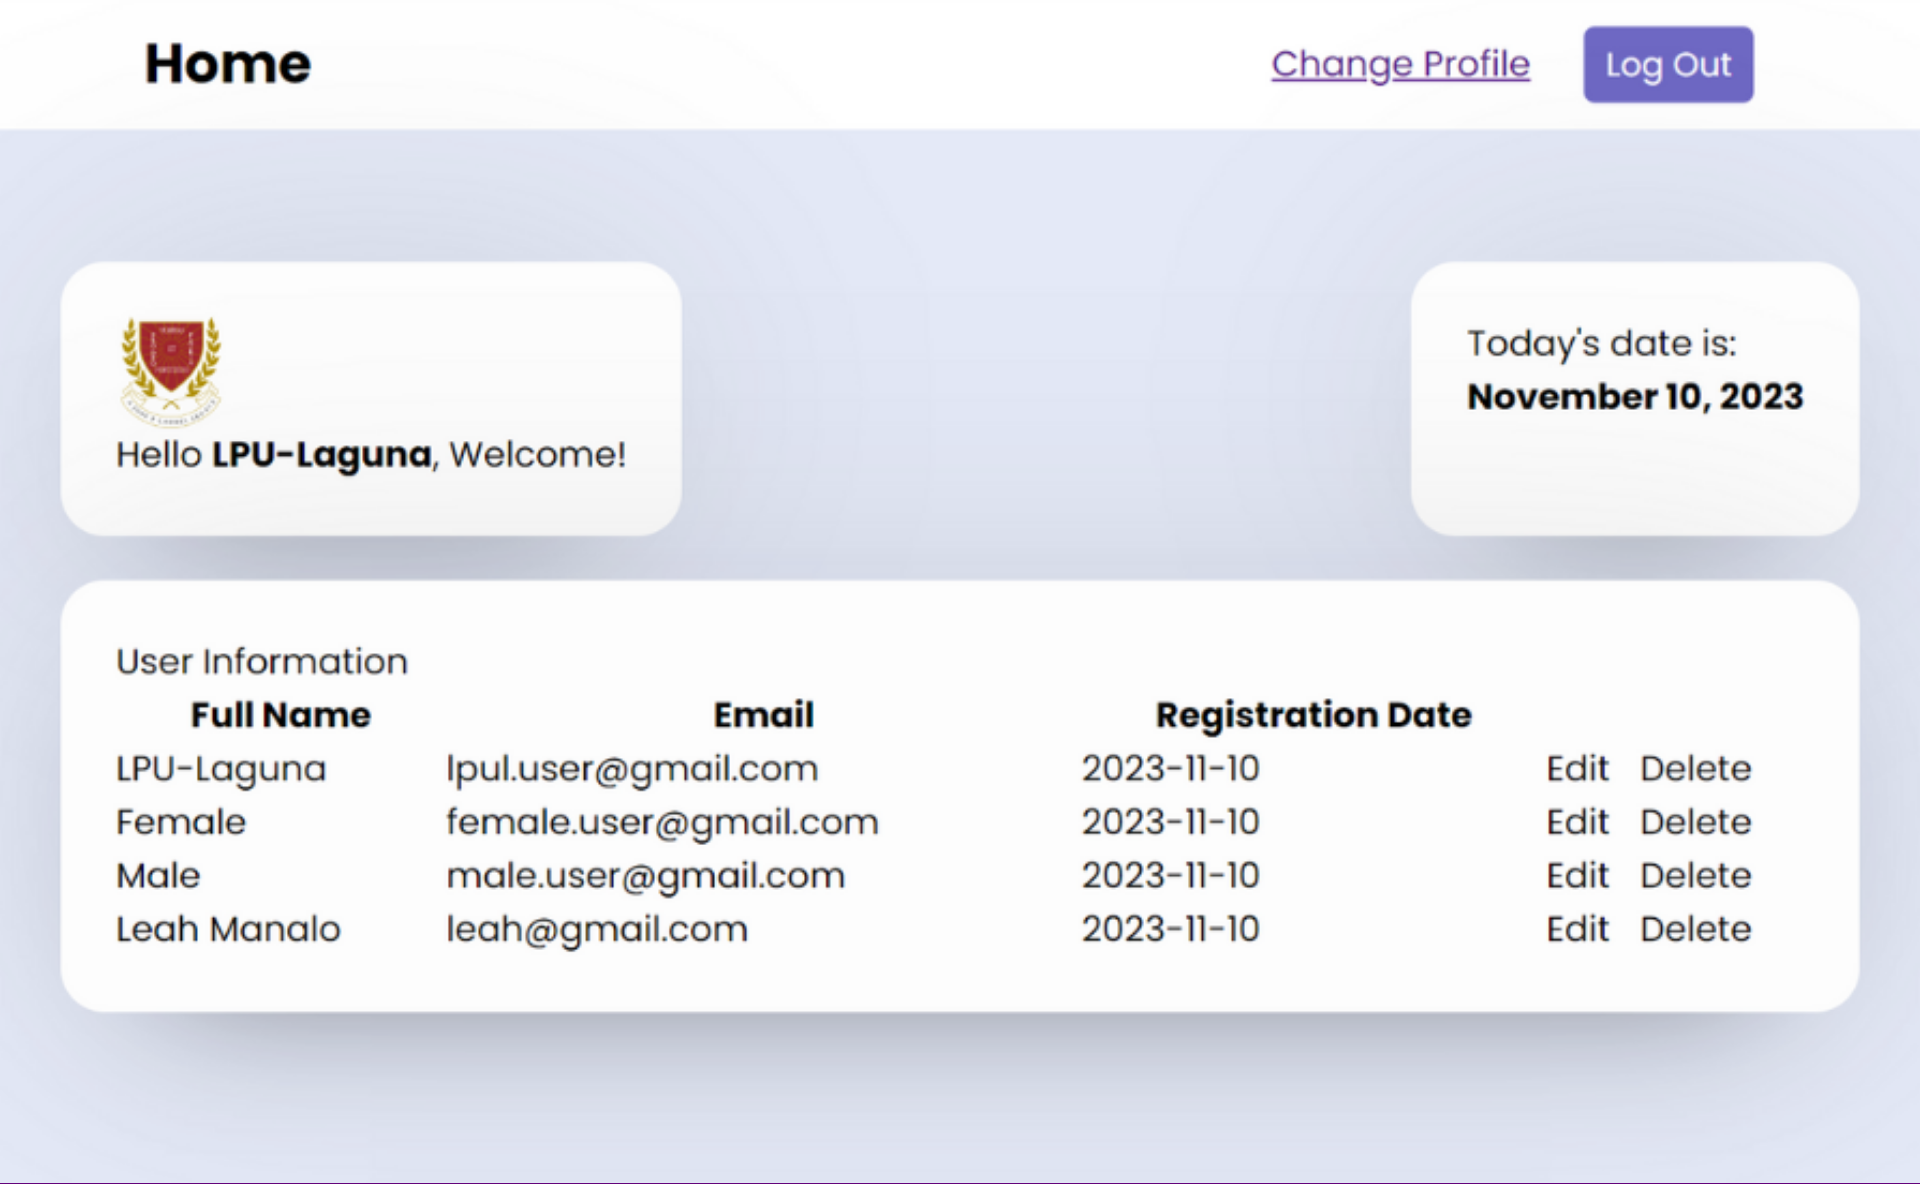 Home
Change Profile
Log Out
Hello LPU-Laguna, Welcome!
Today's date is:
November 10, 2023
User Information
Full Name Email Registration Date
LPU-Laguna lpul.user@gmail.com 2023-11-10 Edit Delete
Female female.user@gmail.com 2023-11-10 Edit Delete
Male male.user@gmail.com 2023-11-10 Edit Delete
Leah Manalo leah@gmail.com 2023-11-10 Edit Delete